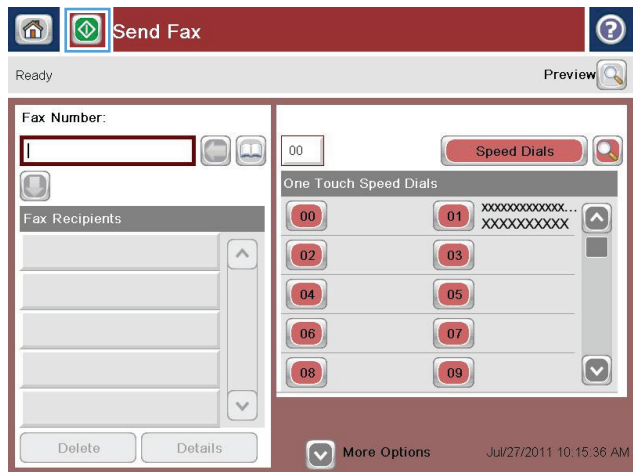 Send Fax
?
Ready
Preview
Fax Number:
Fax Recipients
Delete Details
00 Speed Dials
One Touch Speed Dials
00 01 XXXXXXXXXXXX...
XXXXXXXXXX
02 03
04 05
06 07
08 09
More Options Jul/27/2011 10:15:36 AM